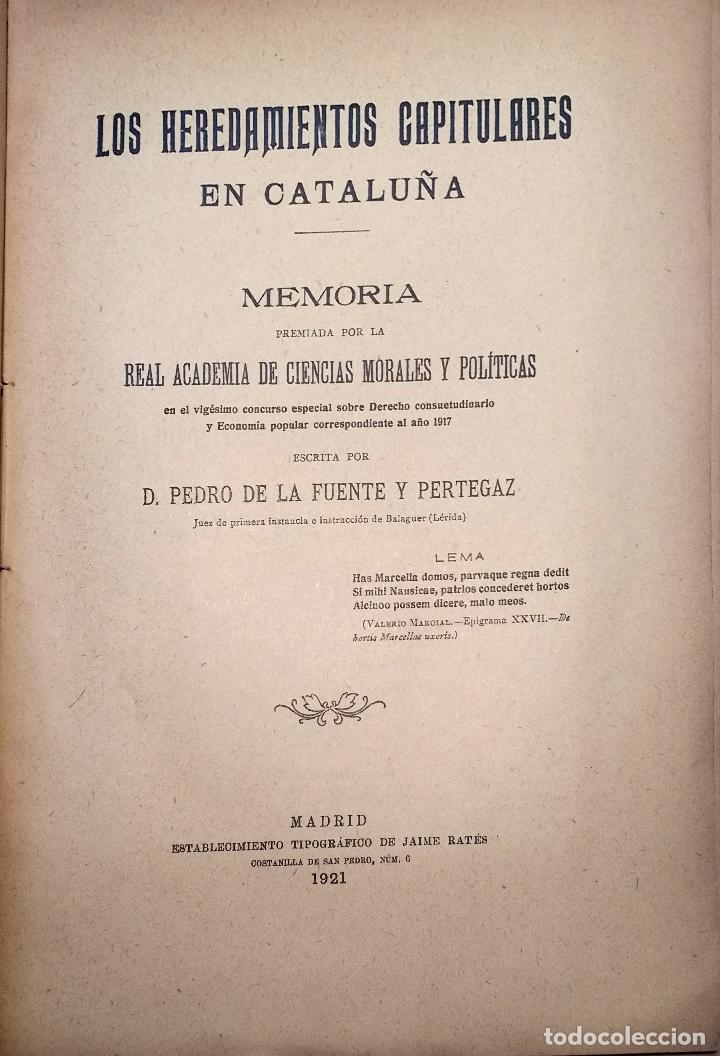 LOS HEREDAMIENTOS CAPITULARES
EN CATALUÑA
MEMORIA
PREMIADA POR LA
REAL ACADEMIA DE CIENCIAS MORALES Y POLÍTICAS
en el vigésimo concurso especial sobre Derecho consuetudinario
y Economía popular correspondiente al año 1917
ESCRITA POR
D. PEDRO DE LA FUENTE Y PERTEGAZ
Juez de primera instancia e instrucción de Balaguer (Lérida)
LEMA
Has Marcella domos, parvaque regna dedit
Si mihi Nausicae, patrios concederet hortos
Alcinoo possem dicere, malo meos.
(VALERIO MARCIAL.—Epigrama XXVII.—De
hortis Marcellae uxoris.)
MADRID
ESTABLECIMIENTO TIPOGRÁFICO DE JAIME RATÉS
COSTANILLA DE SAN PEDRO, NÚM. 6
1921
todocoleccion